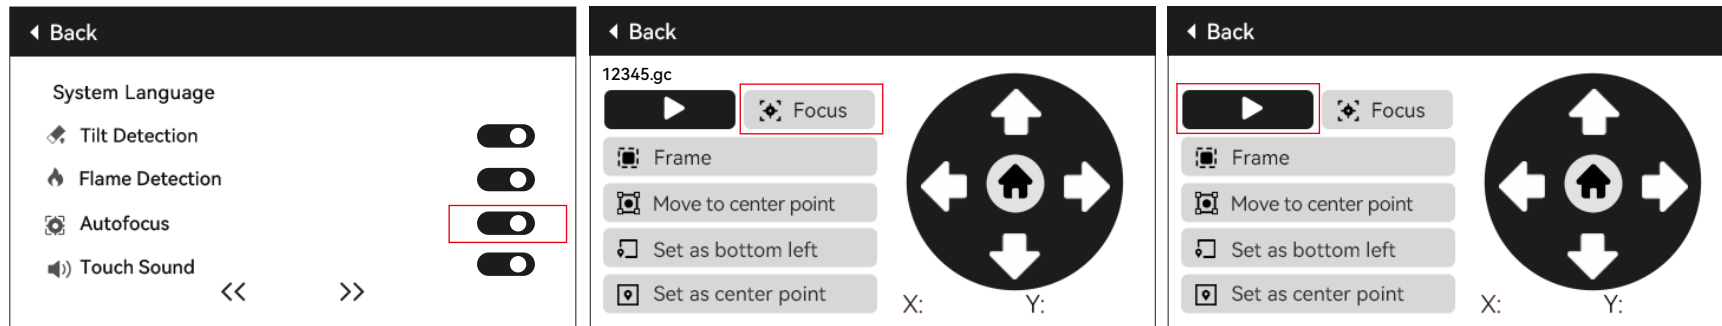 Back
System Language
Tilt Detection
Flame Detection
Autofocus
Touch Sound
<< >>
Back
12345.gc
Focus
Frame
Move to center point
Set as bottom left
Set as center point
X: Y:
Back
Focus
Frame
Move to center point
Set as bottom left
Set as center point
X: Y: